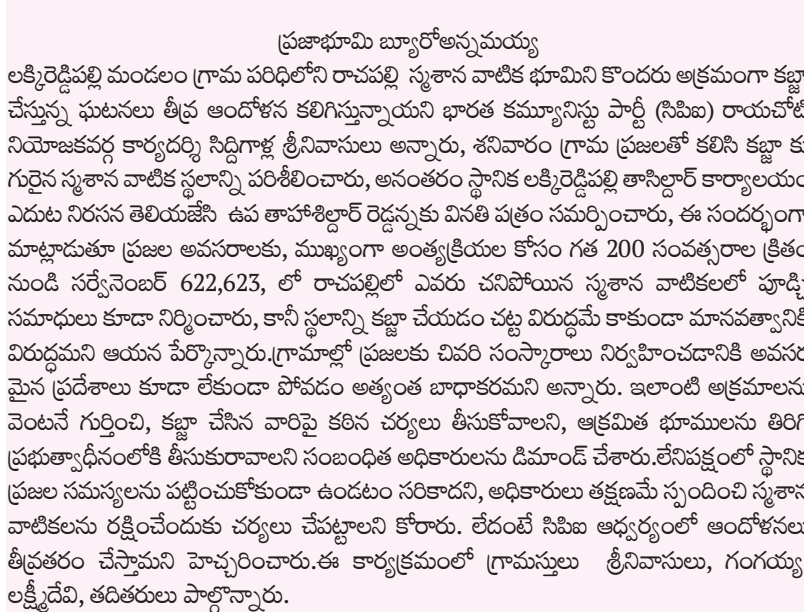 ప్రజాభూమి బ్యూరోఅన్నమయ్య
లక్కిరెడ్డిపల్లి మండలం గ్రామ పరిధిలోని రాచపల్లి స్మశాన వాటిక భూమిని కొందరు అక్రమంగా కబ్జా
చేస్తున్న ఘటనలు తీవ్ర ఆందోళన కలిగిస్తున్నాయని భారత కమ్యూనిస్టు పార్టీ (సిపిఐ) రాయచోటి
నియోజకవర్గ కార్యదర్శి సిద్దిగాళ్ల శ్రీనివాసులు అన్నారు, శనివారం గ్రామ ప్రజలతో కలిసి కబ్జా కు
గురైన స్మశాన వాటిక స్థలాన్ని పరిశీలించారు, అనంతరం స్థానిక లక్కిరెడ్డిపల్లి తాసిల్దార్ కార్యాలయం
ఎదుట నిరసన తెలియజేసి ఉప తాహాశిల్దార్ రెడ్డన్నకు వినతి పత్రం సమర్పించారు, ఈ సందర్భంగా
మాట్లాడుతూ ప్రజల అవసరాలకు, ముఖ్యంగా అంత్యక్రియల కోసం గత 200 సంవత్సరాల క్రితం
నుండి సర్వేనెంబర్ 622,623, లో రాచపల్లిలో ఎవరు చనిపోయిన స్మశాన వాటికలలో పూడ్చి
సమాధులు కూడా నిర్మించారు, కానీ స్థలాన్ని కబ్జా చేయడం చట్ట విరుద్ధమే కాకుండా మానవత్వానికి
విరుద్ధమని ఆయన పేర్కొన్నారు.గ్రామాల్లో ప్రజలకు చివరి సంస్కారాలు నిర్వహించడానికి అవసర
మైన ప్రదేశాలు కూడా లేకుండా పోవడం అత్యంత బాధాకరమని అన్నారు. ఇలాంటి అక్రమాలను
వెంటనే గుర్తించి, కబ్జా చేసిన వారిపై కఠిన చర్యలు తీసుకోవాలని, ఆక్రమిత భూములను తిరిగి
ప్రభుత్వాధీనంలోకి తీసుకురావాలని సంబంధిత అధికారులను డిమాండ్ చేశారు.లేనిపక్షంలో స్థానిక
ప్రజల సమస్యలను పట్టించుకోకుండా ఉండటం సరికాదని, అధికారులు తక్షణమే స్పందించి స్మశాన
వాటికలను రక్షించేందుకు చర్యలు చేపట్టాలని కోరారు. లేదంటే సిపిఐ ఆధ్వర్యంలో ఆందోళనలు
తీవ్రతరం చేస్తామని హెచ్చరించారు.ఈ కార్యక్రమంలో గ్రామస్తులు శ్రీనివాసులు, గంగయ్య,
లక్ష్మీదేవి, తదితరులు పాల్గొన్నారు.